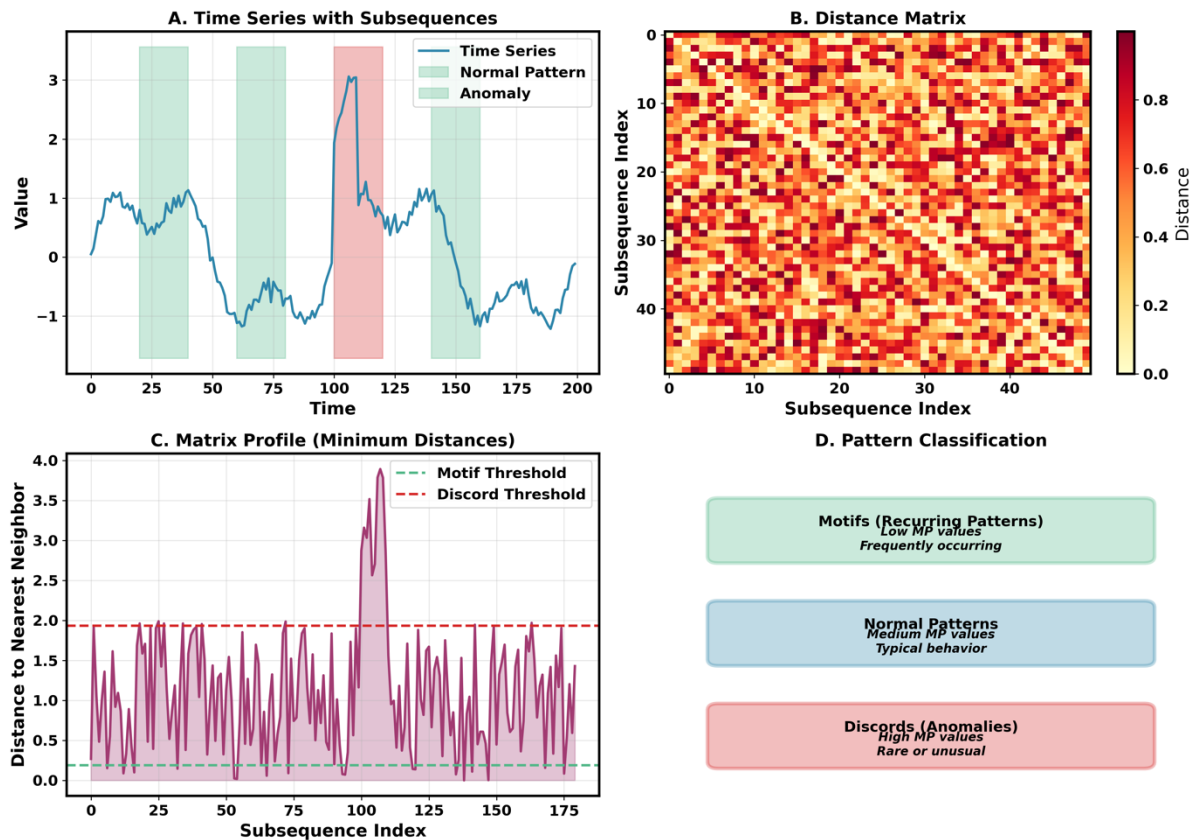 A. Time Series with Subsequences
Time Series
Normal Pattern
Anomaly
3
2
1
0
−1
Value
0
25
50
75
100
125
150
175
200
Time
B. Distance Matrix
0
10
20
30
40
Subsequence Index
0
10
20
30
40
Subsequence Index
0.8
0.6
0.4
0.2
0.0
Distance
C. Matrix Profile (Minimum Distances)
Motif Threshold
Discord Threshold
4.0
3.5
3.0
2.5
2.0
1.5
1.0
0.5
0.0
Distance to Nearest Neighbor
0
25
50
75
100
125
150
175
Subsequence Index
D. Pattern Classification
Motifs (Recurring Patterns)
Low MP values
Frequently occurring
Normal Patterns
Medium MP values
Typical behavior
Discords (Anomalies)
High MP values
Rare or unusual